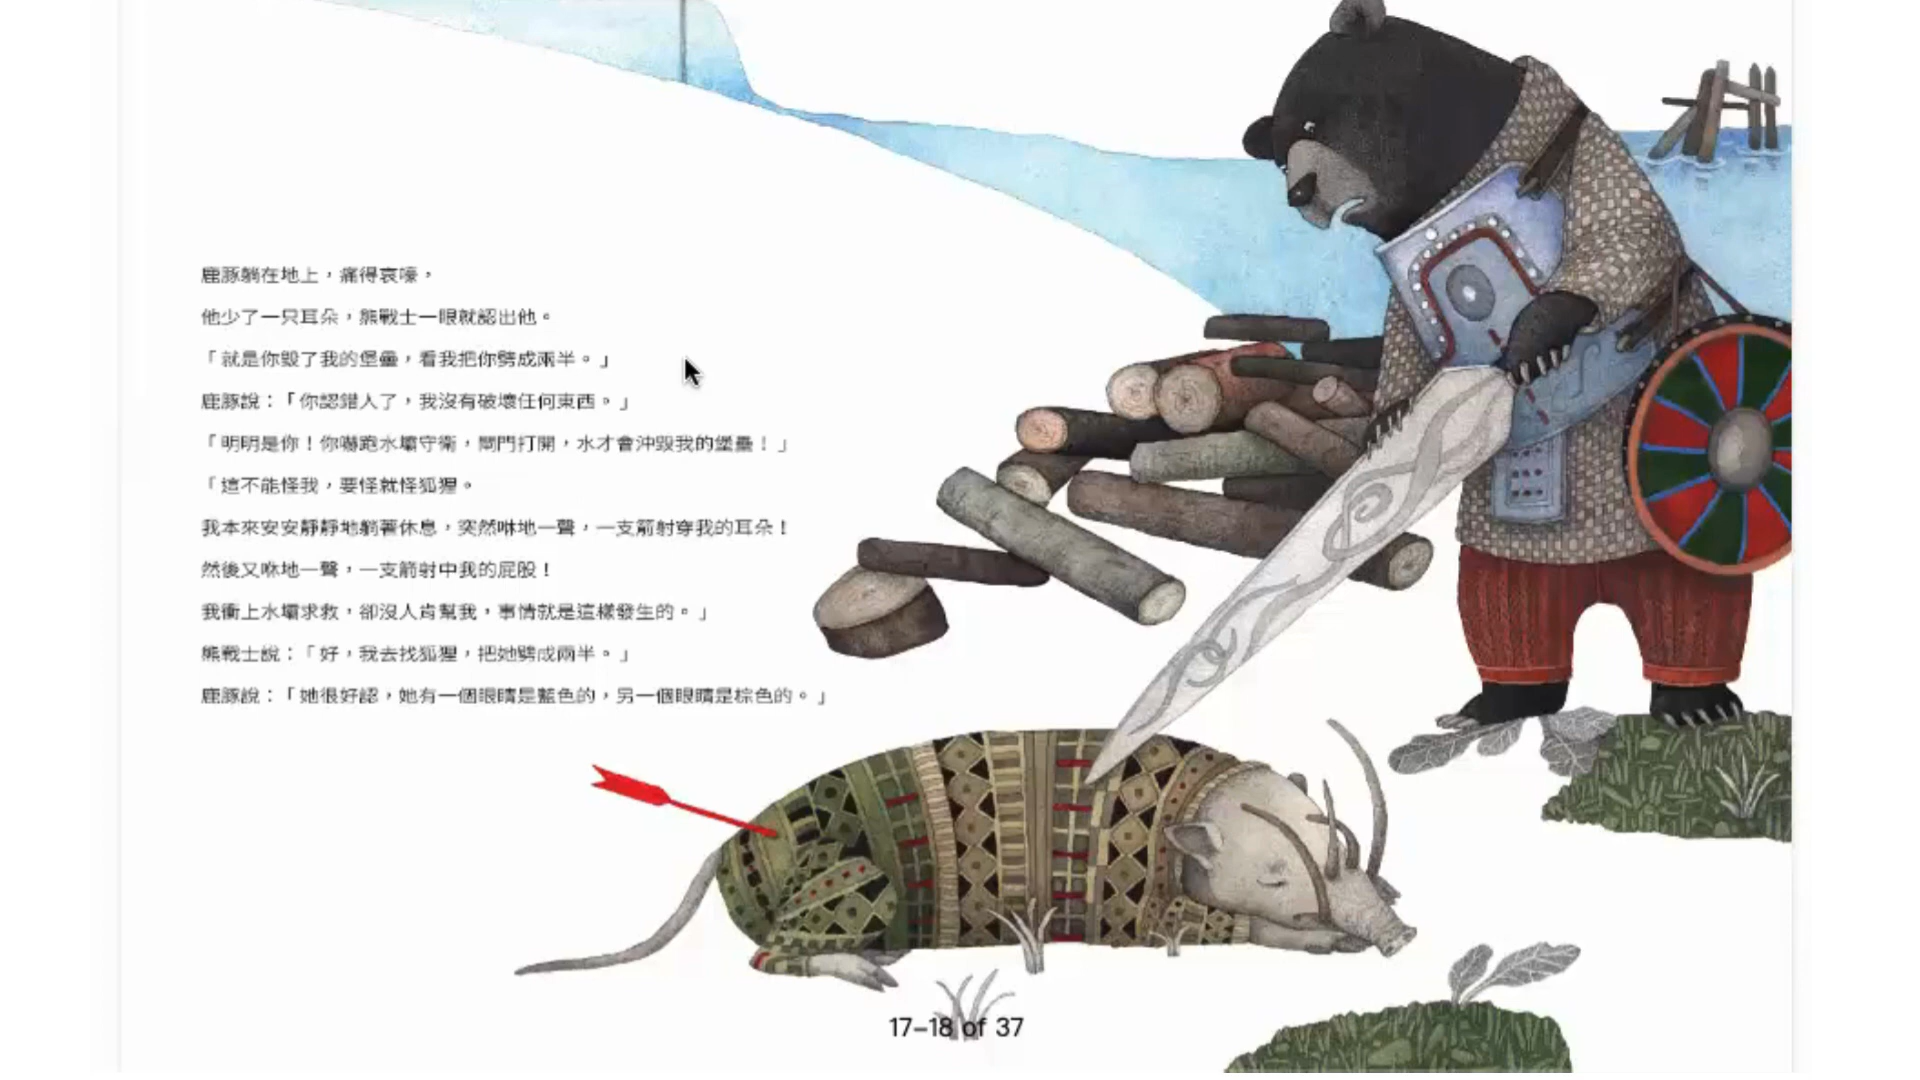 鹿豚躺在地上，痛得哀嚎，
他少了一只耳朵，熊戰士一眼就認出他。
「就是你毀了我的堡壘，看我把你劈成兩半。」
鹿豚說：「你認錯人了，我沒有破壞任何東西。」
「明明是你！你嚇跑水壩守衛，閘門打開，水才會沖毀我的堡壘！」
「這不能怪我，要怪就怪狐狸。
我本來安安靜靜地躺著休息，突然咻地一聲，一支箭射穿我的耳朵！
然後又咻地一聲，一支箭射中我的屁股！
我衝上水壩求救，卻沒人肯幫我，事情就是這樣發生的。」
熊戰士說：「好，我去找狐狸，把她劈成兩半。」
鹿豚說：「她很好認，她有一個眼睛是藍色的，另一個眼睛是棕色的。」
17–18 of 37